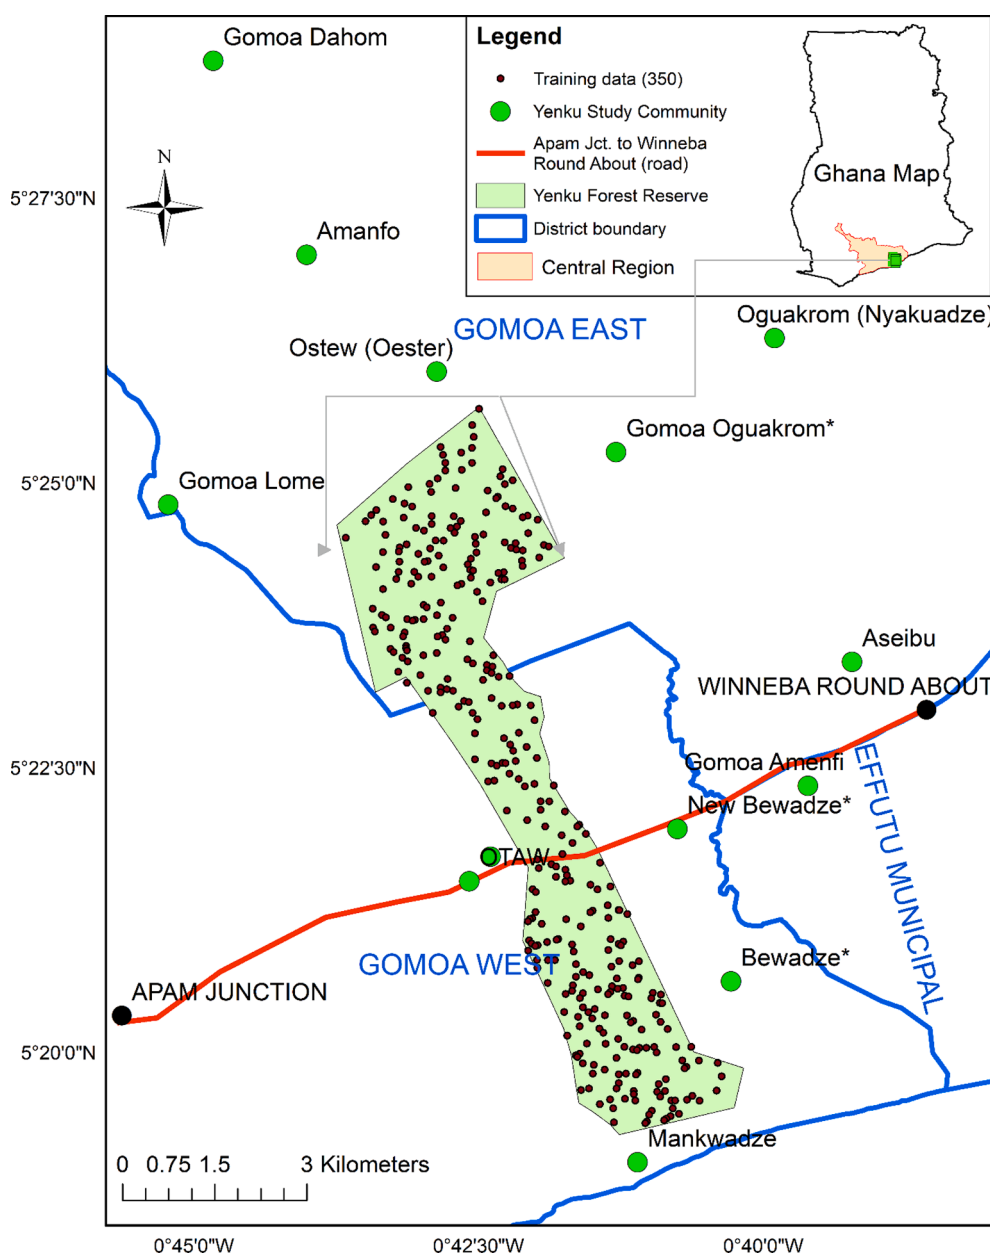 Gomoa Dahom
Legend
Training data (350)
Yenku Study Community
Apam Jct. to Winneba
Round About (road)
Yenku Forest Reserve
District boundary
Central Region
Ghana Map
N
5°27'30"N
Amanfo
GOMOA EAST
Oguakrom (Nyakuadze)
Ostew (Oester)
Gomoa Oguakrom*
5°25'0"N
Gomoa Lome
Aseibu
WINNEBA ROUND ABOUT
5°22'30"N
Gomoa Amenfi
New Bewadze*
EFFUTU MUNICIPAL
OTAW
GOMOA WEST
Bewadze*
APAM JUNCTION
5°20'0"N
Mankwadze
0 0.75 1.5 3 Kilometers
0°45'0"W 0°42'30"W 0°40'0"W